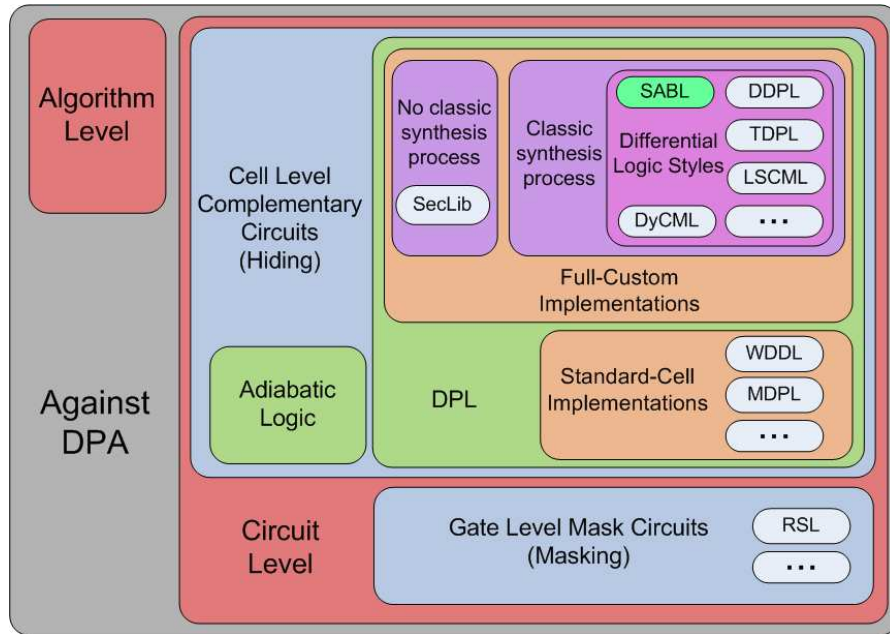 Algorithm
Level
Against
DPA
Circuit
Level
Cell Level
Complementary
Circuits
(Hiding)
Adiabatic
Logic
DPL
No classic
synthesis
process
SecLib
Classic
synthesis
process
SABL
DDPL
Differential
Logic Styles
TDPL
LSCML
DyCML
...
Full-Custom
Implementations
Standard-Cell
Implementations
WDDL
MDPL
...
Gate Level Mask Circuits
(Masking)
RSL
...